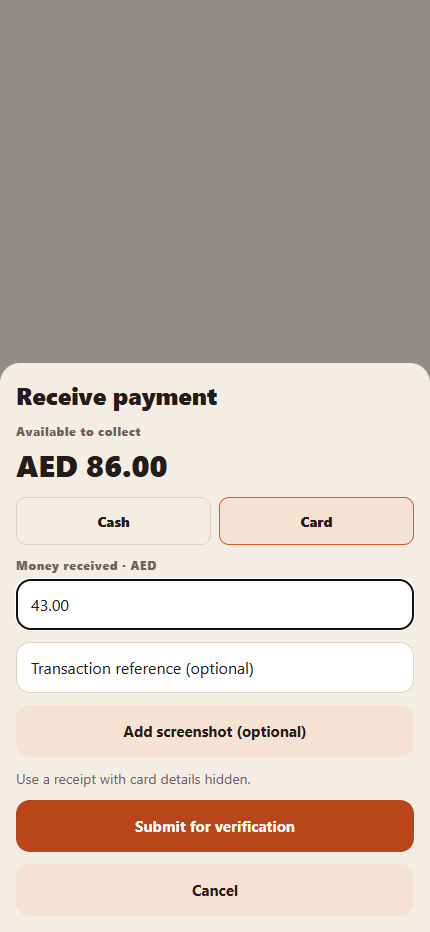 Receive payment
Available to collect
AED 86.00
Cash
Card
Money received · AED
43.00
Transaction reference (optional)
Add screenshot (optional)
Use a receipt with card details hidden.
Submit for verification
Cancel